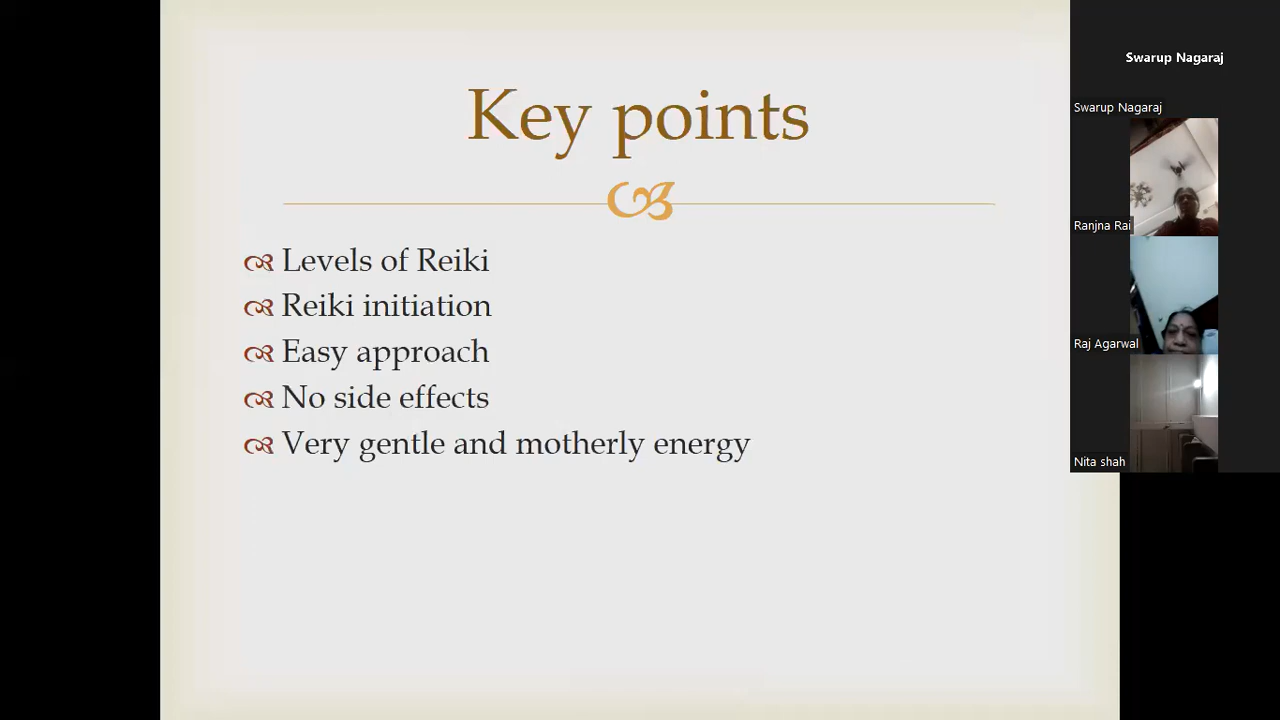 Key points
Levels of Reiki
Reiki initiation
Easy approach
No side effects
Very gentle and motherly energy
Swarup Nagaraj
Swarup Nagaraj
Ranjna Rai
Raj Agarwal
Nita shah